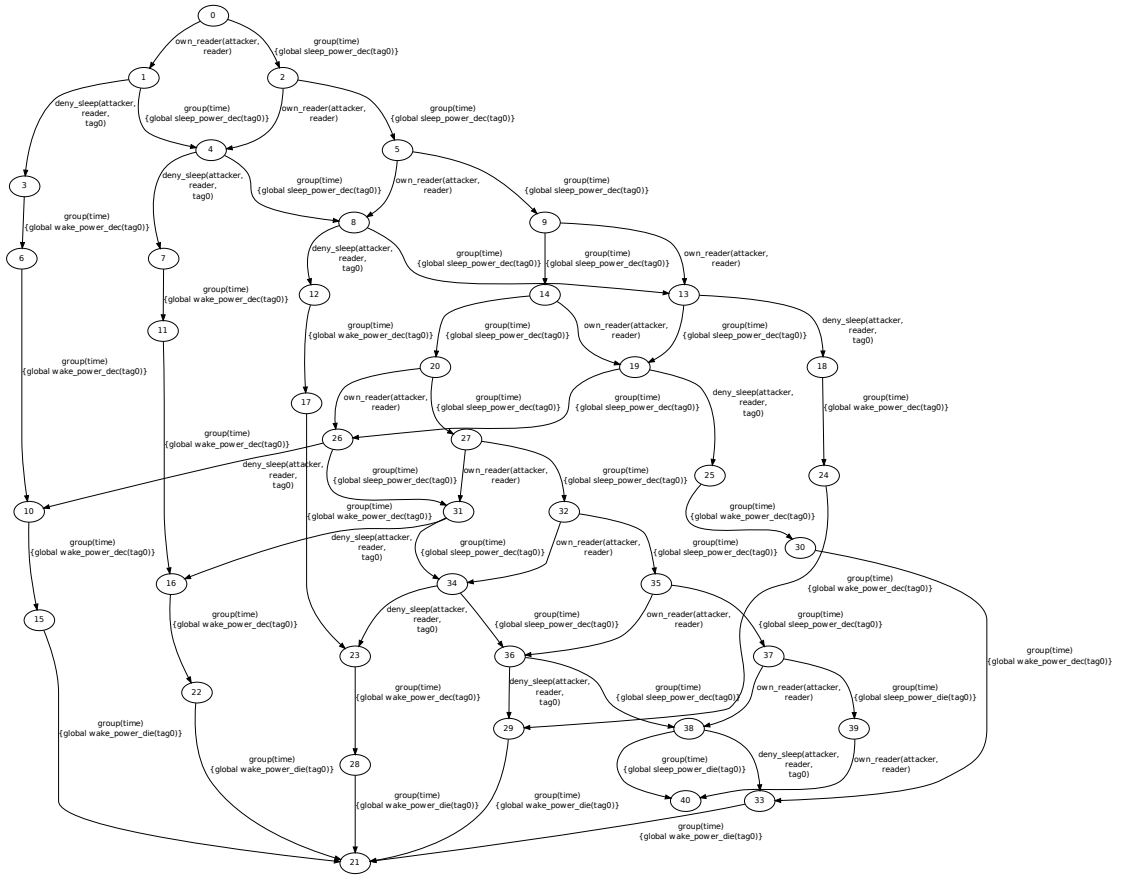 0
own_reader(attacker,
reader)
group(time)
{global sleep_power_dec(tag0)}
1
2
deny_sleep(attacker,
reader,
tag0)
group(time)
{global sleep_power_dec(tag0)}
own_reader(attacker,
reader)
group(time)
{global sleep_power_dec(tag0)}
4
5
3
deny_sleep(attacker,
reader,
tag0)
group(time)
{global sleep_power_dec(tag0)}
own_reader(attacker,
reader)
group(time)
{global sleep_power_dec(tag0)}
group(time)
{global wake_power_dec(tag0)}
8
9
6
7
deny_sleep(attacker,
reader,
tag0)
group(time)
{global sleep_power_dec(tag0)}
group(time)
{global sleep_power_dec(tag0)}
own_reader(attacker,
reader)
12
14
13
group(time)
{global wake_power_dec(tag0)}
11
group(time)
{global wake_power_dec(tag0)}
group(time)
{global sleep_power_dec(tag0)}
own_reader(attacker,
reader)
group(time)
{global sleep_power_dec(tag0)}
deny_sleep(attacker,
reader,
tag0)
group(time)
{global wake_power_dec(tag0)}
20
19
18
17
own_reader(attacker,
reader)
group(time)
{global sleep_power_dec(tag0)}
group(time)
{global sleep_power_dec(tag0)}
deny_sleep(attacker,
reader,
tag0)
group(time)
{global wake_power_dec(tag0)}
group(time)
{global wake_power_dec(tag0)}
26
27
deny_sleep(attacker,
reader,
tag0)
group(time)
{global sleep_power_dec(tag0)}
own_reader(attacker,
reader)
group(time)
{global sleep_power_dec(tag0)}
25
24
10
group(time)
{global wake_power_dec(tag0)}
31
32
group(time)
{global wake_power_dec(tag0)}
group(time)
{global wake_power_dec(tag0)}
deny_sleep(attacker,
reader,
tag0)
group(time)
{global sleep_power_dec(tag0)}
own_reader(attacker,
reader)
group(time)
{global sleep_power_dec(tag0)}
30
16
34
35
group(time)
{global wake_power_dec(tag0)}
15
group(time)
{global wake_power_dec(tag0)}
deny_sleep(attacker,
reader,
tag0)
group(time)
{global sleep_power_dec(tag0)}
own_reader(attacker,
reader)
group(time)
{global sleep_power_dec(tag0)}
23
36
37
group(time)
{global wake_power_dec(tag0)}
22
group(time)
{global wake_power_dec(tag0)}
deny_sleep(attacker,
reader,
tag0)
group(time)
{global sleep_power_dec(tag0)}
own_reader(attacker,
reader)
group(time)
{global sleep_power_die(tag0)}
group(time)
{global wake_power_die(tag0)}
29
38
39
28
group(time)
{global wake_power_die(tag0)}
group(time)
{global sleep_power_die(tag0)}
deny_sleep(attacker,
reader,
tag0)
own_reader(attacker,
reader)
group(time)
{global wake_power_die(tag0)}
group(time)
{global wake_power_die(tag0)}
40
33
group(time)
{global wake_power_die(tag0)}
21